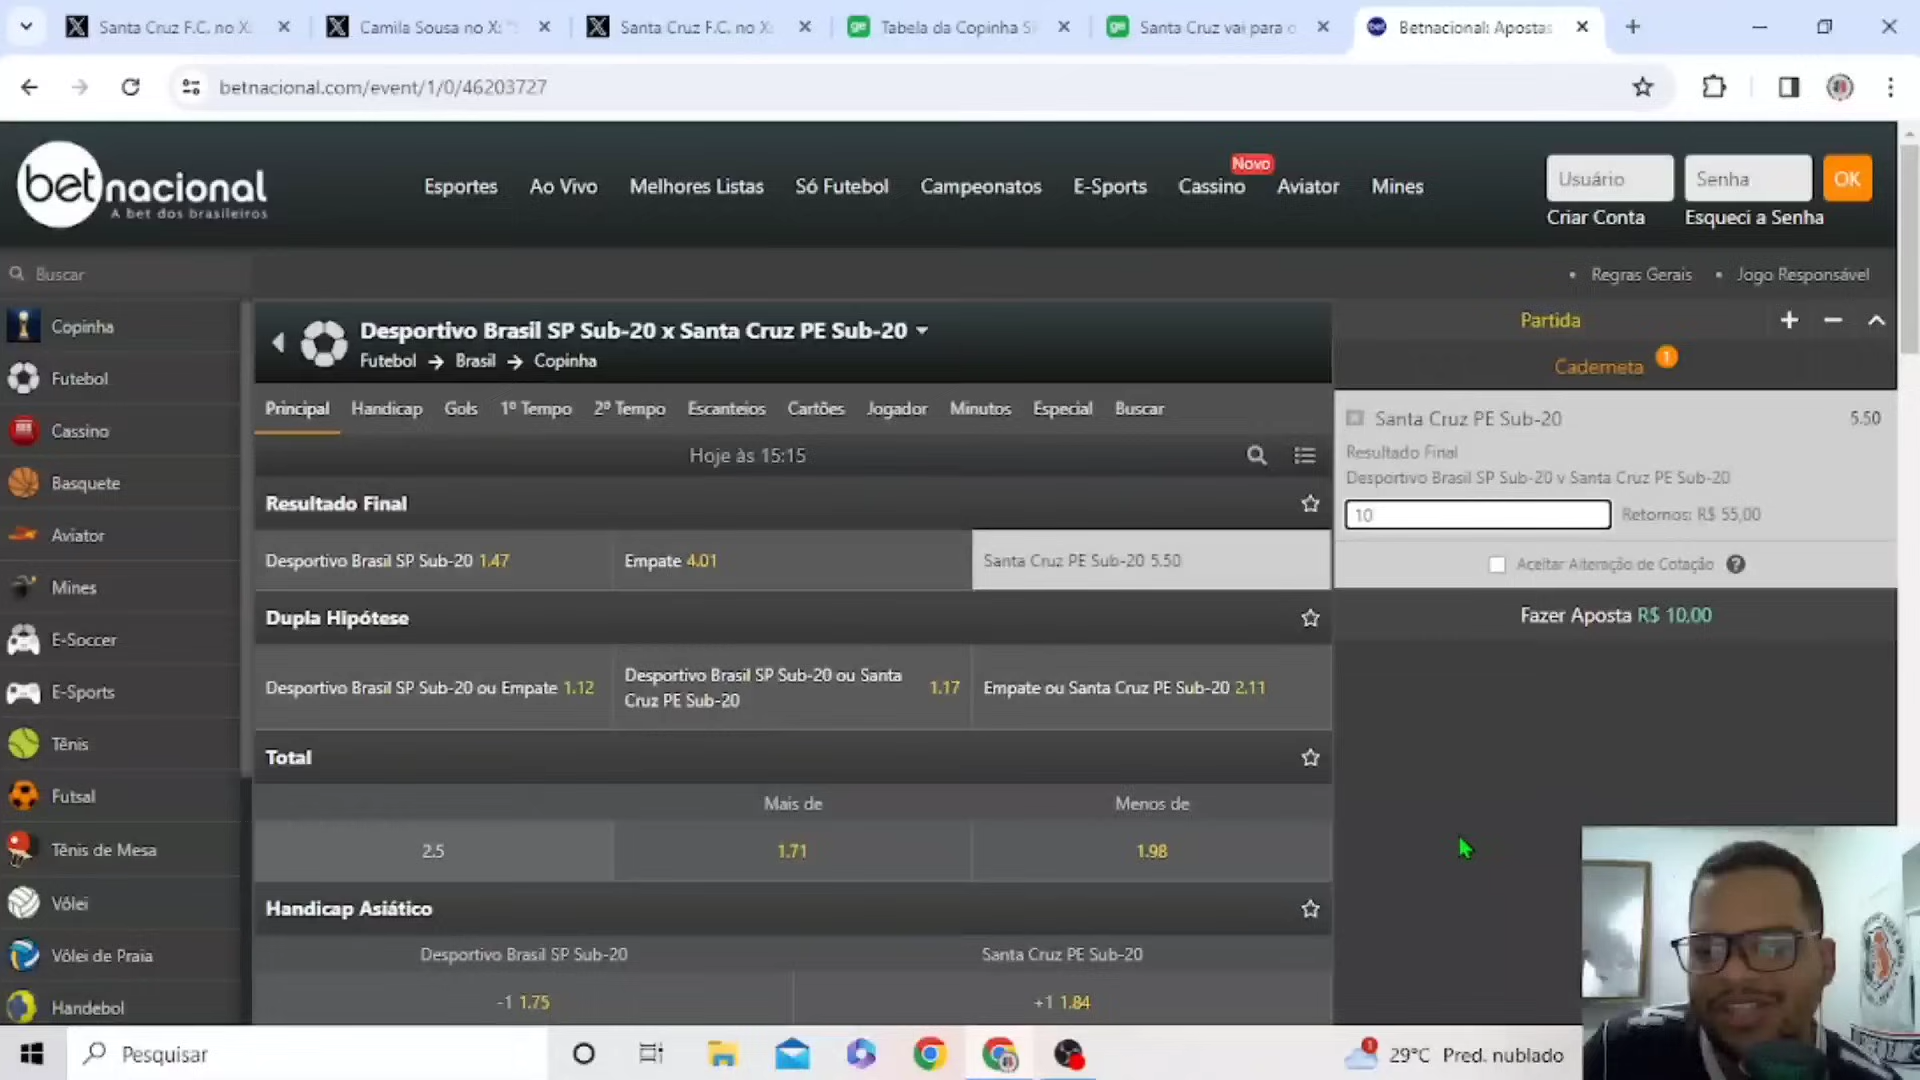 Santa Cruz F.C. no X:
Camila Sousa no X: "S
Santa Cruz F.C. no X:
Tabela da Copinha
Santa Cruz vai para o
Betnacional: Apostas
betnacional.com/event/1/0/46203727
betnacional
A bet dos brasileiros
Esportes
Ao Vivo
Melhores Listas
Só Futebol
Campeonatos
E-Sports
Novo
Cassino
Aviator
Mines
Usuário
Senha
OK
Criar Conta
Esqueci a Senha
Buscar
Regras Gerais
Jogo Responsável
Copinha
Futebol
Cassino
Basquete
Aviator
Mines
E-Soccer
E-Sports
Tênis
Futsal
Tênis de Mesa
Vôlei
Vôlei de Praia
Handebol
Desportivo Brasil SP Sub-20 x Santa Cruz PE Sub-20
Futebol → Brasil → Copinha
Principal Handicap Gols 1º Tempo 2º Tempo Escanteios Cartões Jogador Minutos Especial Buscar
Hoje às 15:15
Resultado Final
Desportivo Brasil SP Sub-20 1.47
Empate 4.01
Santa Cruz PE Sub-20 5.50
Dupla Hipótese
Desportivo Brasil SP Sub-20 ou Empate 1.12
Desportivo Brasil SP Sub-20 ou Santa
Cruz PE Sub-20
1.17
Empate ou Santa Cruz PE Sub-20 2.11
Total
Mais de
Menos de
2.5
1.71
1.98
Handicap Asiático
Desportivo Brasil SP Sub-20
Santa Cruz PE Sub-20
-1 1.75
+1 1.84
Partida
Caderneta 1
Santa Cruz PE Sub-20 5.50
Resultado Final
Desportivo Brasil SP Sub-20 v Santa Cruz PE Sub-20
10
Retornos: R$ 55,00
Aceitar Alteração de Cotação
Fazer Aposta R$ 10,00
Pesquisar
29°C Pred. nublado